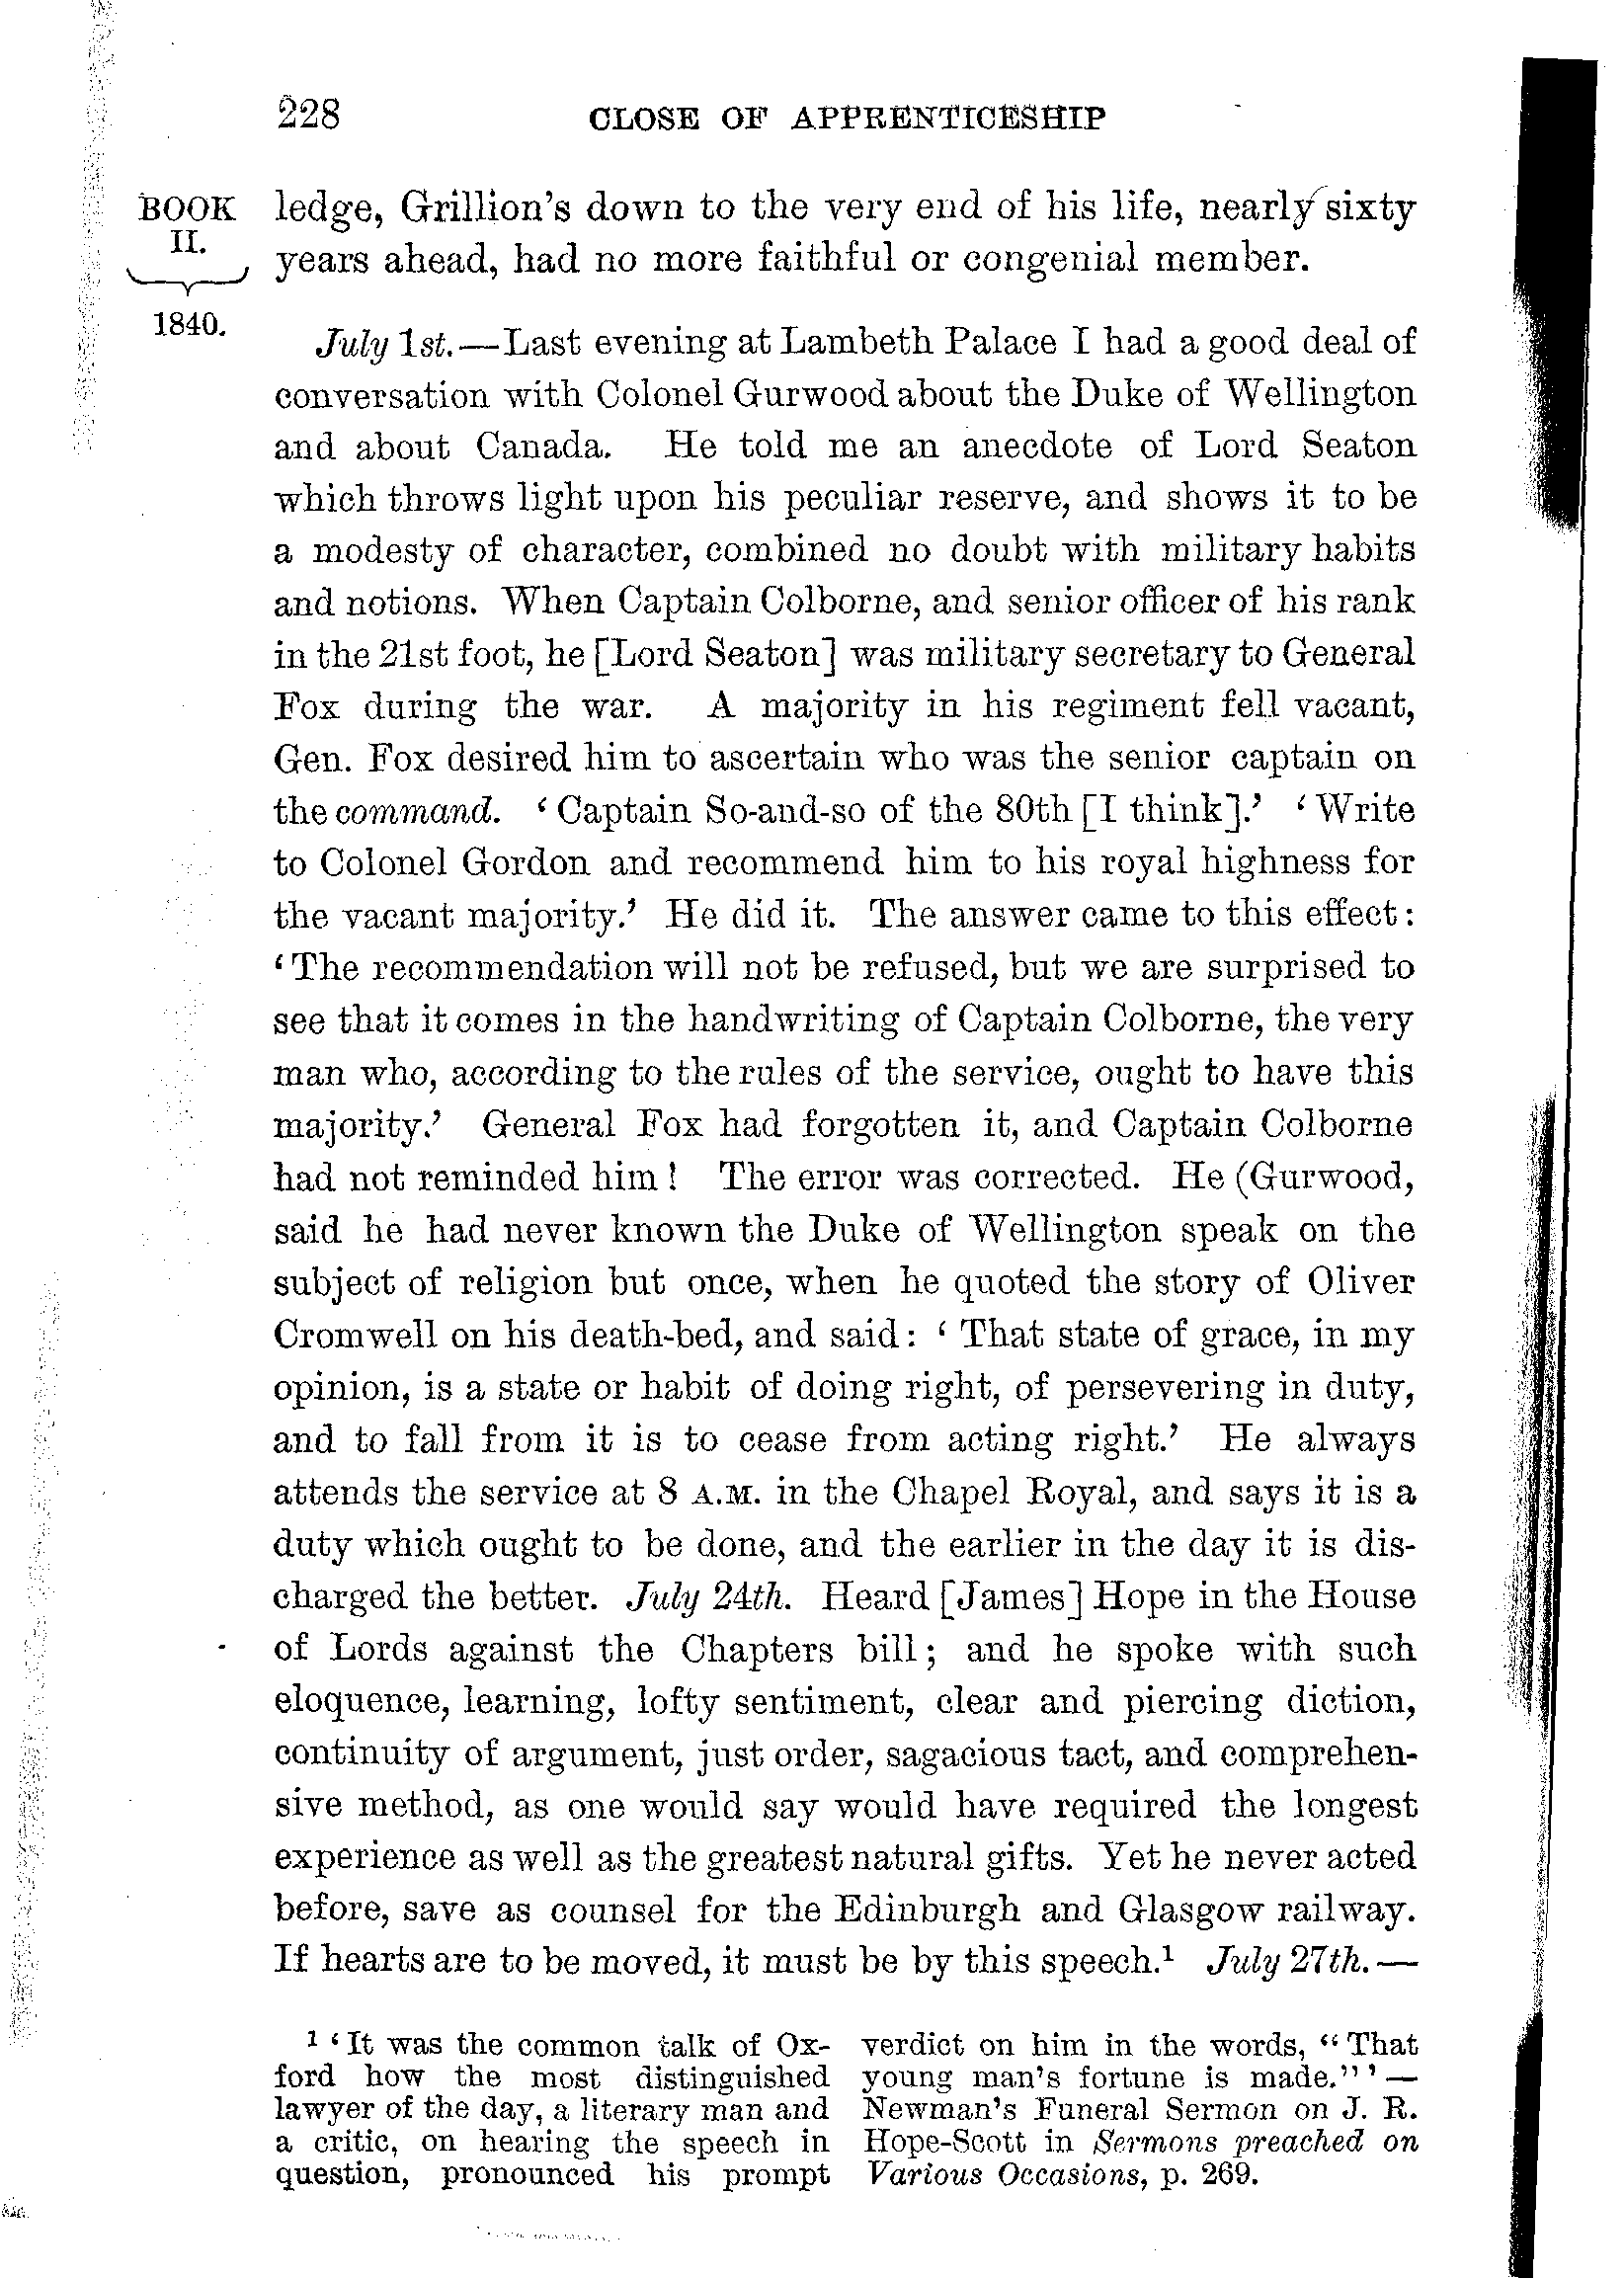 228 CLOSE OF APPRENTICESHIP
BOOK
II.
1840.
ledge, Grillion's down to the very end of his life, nearly sixty
years ahead, had no more faithful or congenial member.
July 1st.—Last evening at Lambeth Palace I had a good deal of
conversation with Colonel Gurwood about the Duke of Wellington
and about Canada. He told me an anecdote of Lord Seaton
which throws light upon his peculiar reserve, and shows it to be
a modesty of character, combined no doubt with military habits
and notions. When Captain Colborne, and senior officer of his rank
in the 21st foot, he [Lord Seaton] was military secretary to General
Fox during the war. A majority in his regiment fell vacant,
Gen. Fox desired him to ascertain who was the senior captain on
the command. ‘Captain So-and-so of the 80th [I think].’ ‘Write
to Colonel Gordon and recommend him to his royal highness for
the vacant majority.’ He did it. The answer came to this effect:
‘The recommendation will not be refused, but we are surprised to
see that it comes in the handwriting of Captain Colborne, the very
man who, according to the rules of the service, ought to have this
majority.’ General Fox had forgotten it, and Captain Colborne
had not reminded him! The error was corrected. He (Gurwood,
said he had never known the Duke of Wellington speak on the
subject of religion but once, when he quoted the story of Oliver
Cromwell on his death-bed, and said: ‘That state of grace, in my
opinion, is a state or habit of doing right, of persevering in duty,
and to fall from it is to cease from acting right.’ He always
attends the service at 8 A.M. in the Chapel Royal, and says it is a
duty which ought to be done, and the earlier in the day it is dis-
charged the better. July 24th. Heard [James] Hope in the House
of Lords against the Chapters bill; and he spoke with such
eloquence, learning, lofty sentiment, clear and piercing diction,
continuity of argument, just order, sagacious tact, and comprehen-
sive method, as one would say would have required the longest
experience as well as the greatest natural gifts. Yet he never acted
before, save as counsel for the Edinburgh and Glasgow railway.
If hearts are to be moved, it must be by this speech.¹ July 27th.—
¹ ‘It was the common talk of Ox-
ford how the most distinguished
lawyer of the day, a literary man and
a critic, on hearing the speech in
question, pronounced his prompt
verdict on him in the words, “That
young man's fortune is made.”’—
Newman's Funeral Sermon on J. R.
Hope-Scott in Sermons preached on
Various Occasions, p. 269.